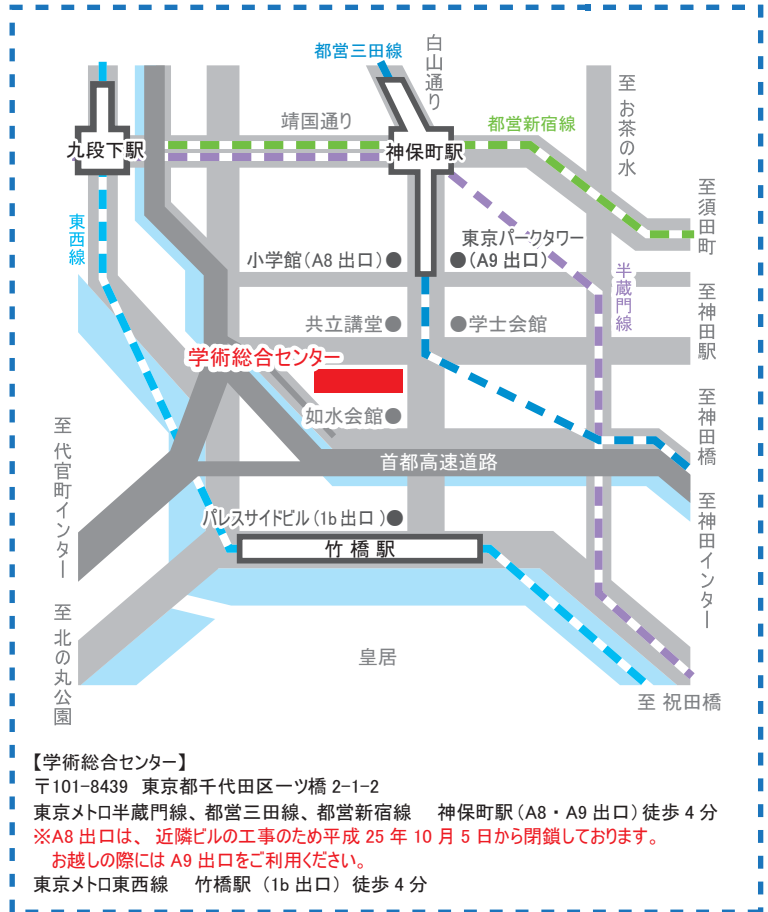 都営三田線
白山通り
至 お茶の水
靖国通り
都営新宿線
九段下駅
神保町駅
至須田町
東西線
東京パークタワー
小学館（A8 出口）●
●（A9 出口）
半蔵門線
至神田駅
共立講堂●
●学士会館
学術総合センター
如水会館●
至神田橋
至 代官町インター
首都高速道路
至神田インター
パレスサイドビル（1b 出口）●
竹橋駅
至 北の丸公園
皇居
至 祝田橋
【学術総合センター】
〒101-8439 東京都千代田区一ツ橋 2-1-2
東京メトロ半蔵門線、都営三田線、都営新宿線　神保町駅（A8・A9 出口）徒歩 4 分
※A8 出口は、 近隣ビルの工事のため平成 25 年 10 月 5 日から閉鎖しております。
お越しの際には A9 出口をご利用ください。
東京メトロ東西線　竹橋駅（1b 出口）徒歩 4 分